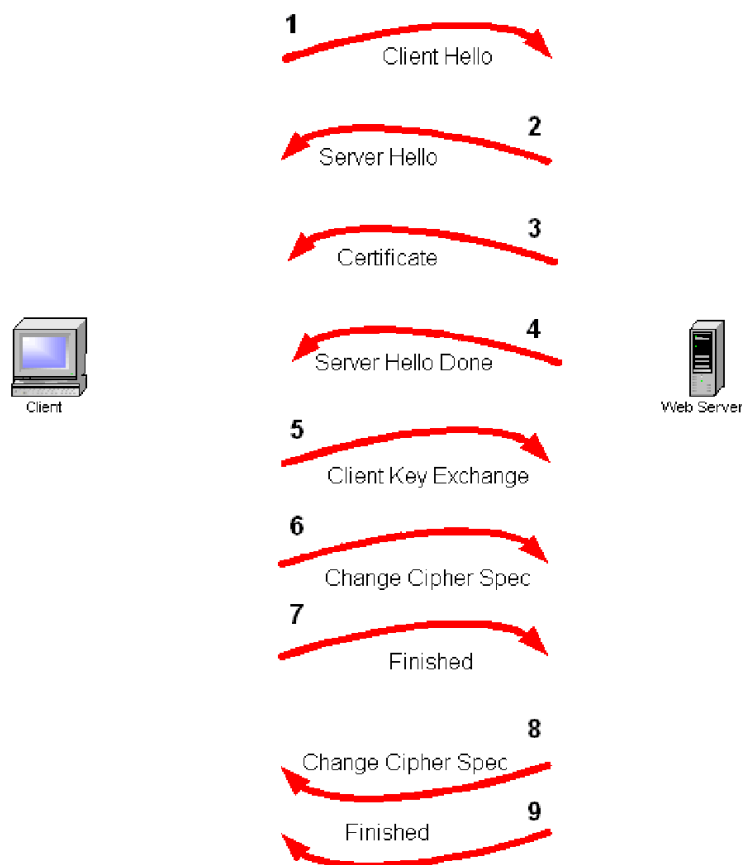 1
Client Hello
2
Server Hello
3
Certificate
4
Server Hello Done
Client
Web Server
5
Client Key Exchange
6
Change Cipher Spec
7
Finished
8
Change Cipher Spec
9
Finished